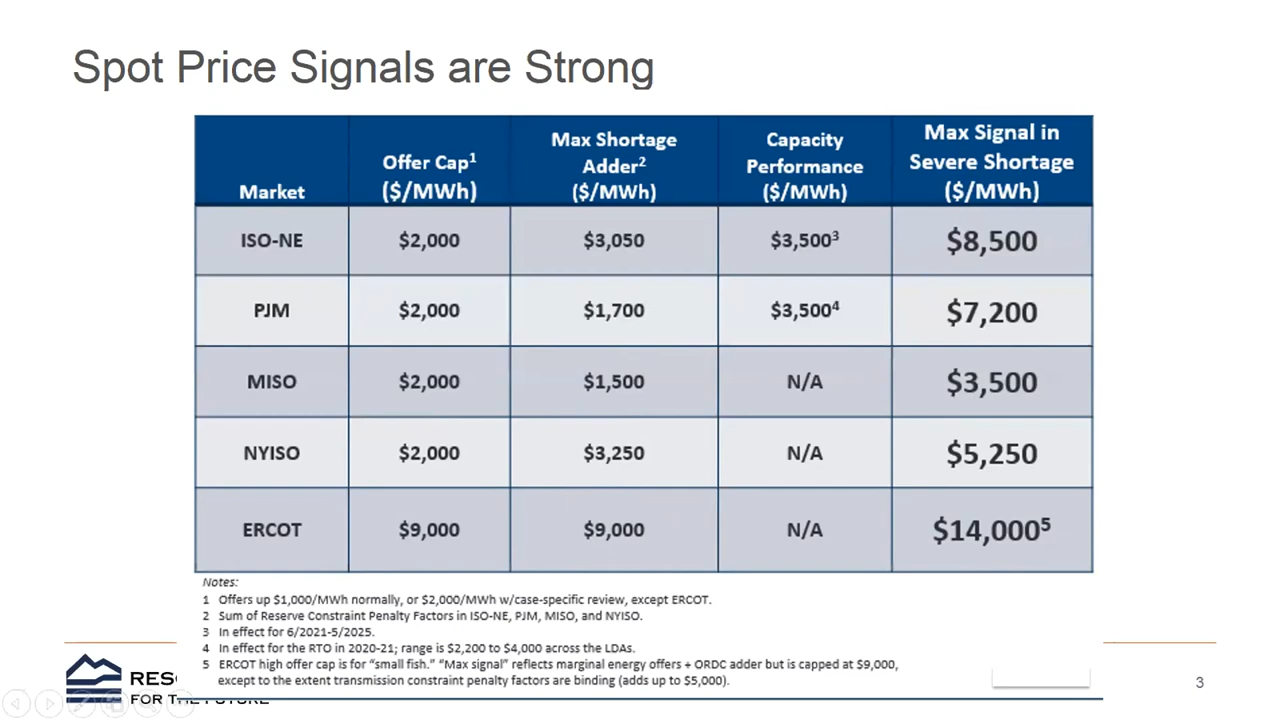 Spot Price Signals are Strong
Market
Offer Cap1
($/MWh)
Max Shortage
Adder2
($/MWh)
Capacity
Performance
($/MWh)
Max Signal in
Severe Shortage
($/MWh)
ISO-NE $2,000 $3,050 $3,5003 $8,500
PJM $2,000 $1,700 $3,5004 $7,200
MISO $2,000 $1,500 N/A $3,500
NYISO $2,000 $3,250 N/A $5,250
ERCOT $9,000 $9,000 N/A $14,0005
Notes:
1 Offers up $1,000/MWh normally, or $2,000/MWh w/case-specific review, except ERCOT.
2 Sum of Reserve Constraint Penalty Factors in ISO-NE, PJM, MISO, and NYISO.
3 In effect for 6/2021-5/2025.
4 In effect for the RTO in 2020-21; range is $2,200 to $4,000 across the LDAs.
5 ERCOT high offer cap is for “small fish.” “Max signal” reflects marginal energy offers + ORDC adder but is capped at $9,000,
except to the extent transmission constraint penalty factors are binding (adds up to $5,000).
FOR THE FUTURE
3